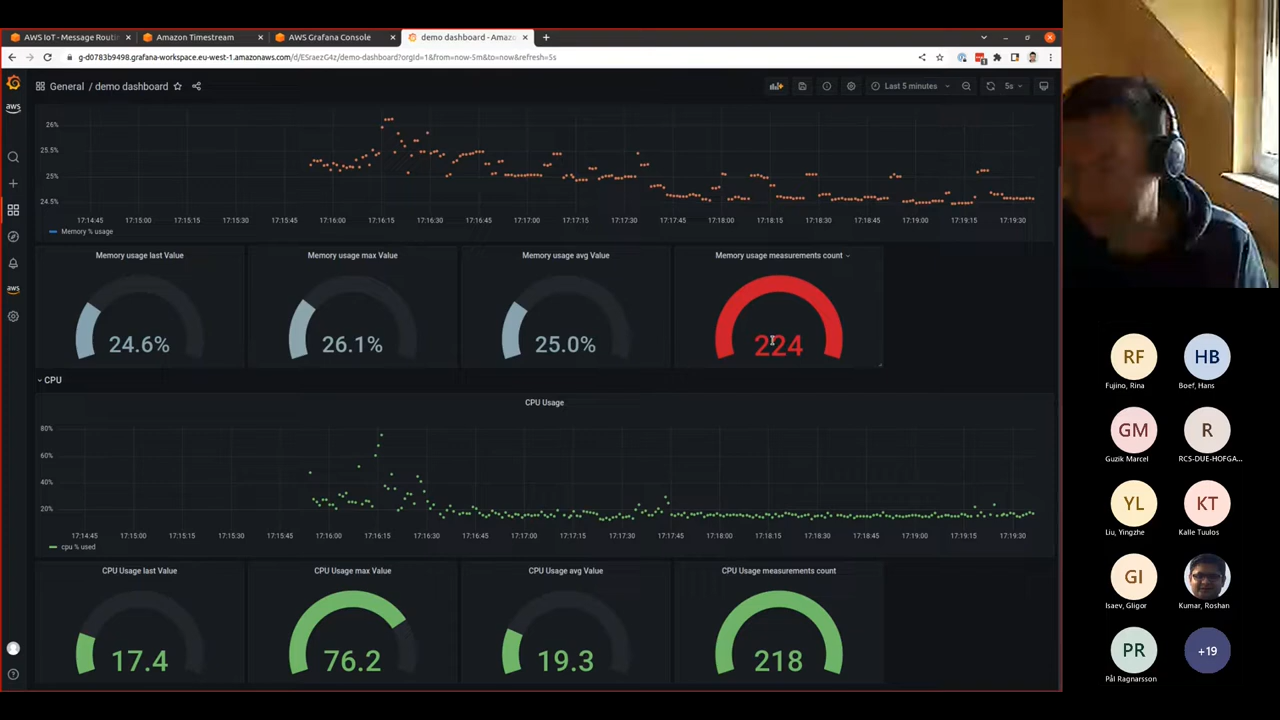 AWS IoT - Message Routi
Amazon Timestream
AWS Grafana Console
demo dashboard - Amaz
g-d0783b9498.grafana-workspace.eu-west-1.amazonaws.com/d/ESraezG4z/demo-dashboard?orgId=1&from=now-5m&to=now&refresh=5s
General / demo dashboard
Last 5 minutes
5s
aws
26%
25.5%
25%
24.5%
17:14:45 17:15:00 17:15:15 17:15:30 17:15:45 17:16:00 17:16:15 17:16:30 17:16:45 17:17:00 17:17:15 17:17:30 17:17:45 17:18:00 17:18:15 17:18:30 17:18:45 17:19:00 17:19:15 17:19:30
Memory % usage
Memory usage last Value
Memory usage max Value
Memory usage avg Value
Memory usage measurements count
24.6%
26.1%
25.0%
224
aws
CPU
CPU Usage
80%
60%
40%
20%
17:14:45 17:15:00 17:15:15 17:15:30 17:15:45 17:16:00 17:16:15 17:16:30 17:16:45 17:17:00 17:17:15 17:17:30 17:17:45 17:18:00 17:18:15 17:18:30 17:18:45 17:19:00 17:19:15 17:19:30
cpu % used
CPU Usage last Value
CPU Usage max Value
CPU Usage avg Value
CPU Usage measurements count
17.4
76.2
19.3
218
RF
Fujino, Rina
HB
Boef, Hans
GM
Guzik Marcel
R
RCS-DUE-HOFGA...
YL
Liu, Yingzhe
KT
Kalle Tuulos
GI
Isaev, Gligor
Kumar, Roshan
PR
Pål Ragnarsson
+19